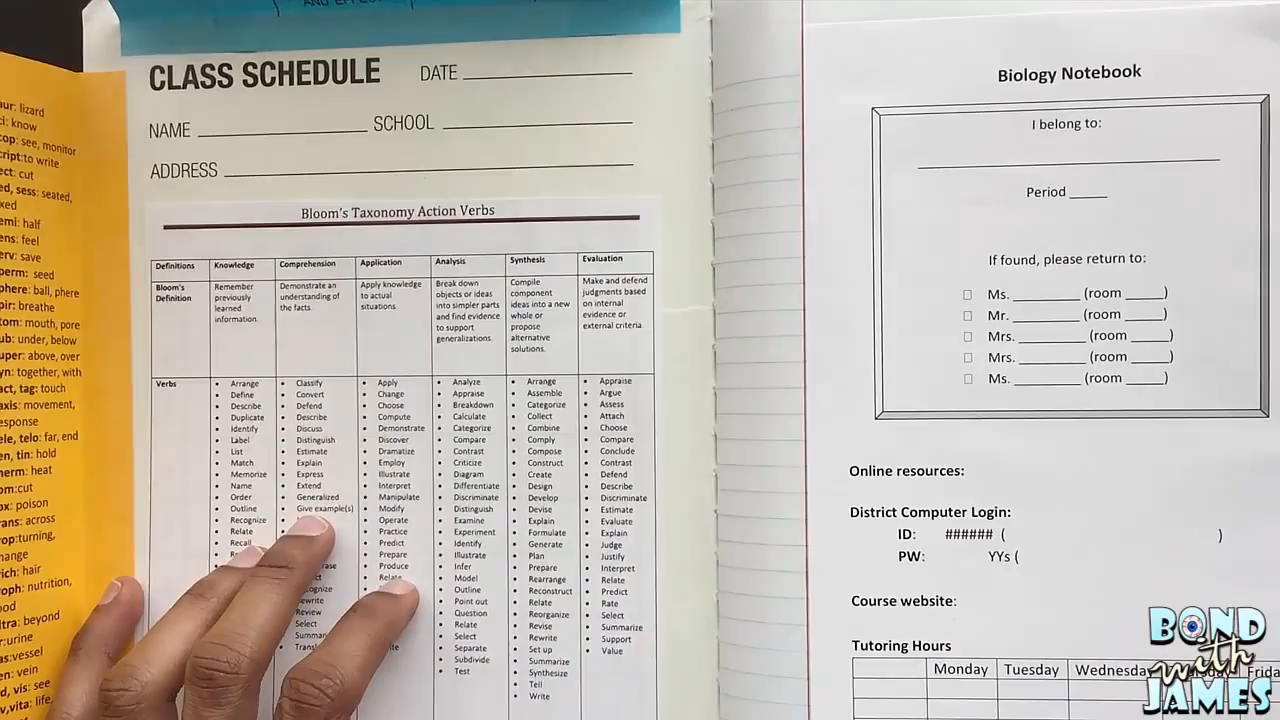 AND EFFECT
aur: lizard
ci: know
cop: see, monitor
cript:to write
ect: cut
ed, sess: seated,
xed
emi: half
ens: feel
erv: save
perm: seed
phere: ball, phere
pir: breathe
tom: mouth, pore
ub: under, below
uper: above, over
yn: together, with
act, tag: touch
axis: movement,
esponse
ele, telo: far, end
en, tin: hold
herm: heat
om:cut
ox: poison
rans: across
rop:turning,
hange
rich: hair
roph: nutrition,
ood
ltra: beyond
r:urine
as:vessel
en: vein
d, vis: see
v,vita: life,
CLASS SCHEDULE DATE
NAME SCHOOL
ADDRESS
Bloom's Taxonomy Action Verbs
Definitions Knowledge Comprehension Application Analysis Synthesis Evaluation
Bloom's Definition
Remember previously learned information.
Demonstrate an understanding of the facts.
Apply knowledge to actual situations.
Break down objects or ideas into simpler parts and find evidence to support generalizations.
Compile component ideas into a new whole or propose alternative solutions.
Make and defend judgments based on internal evidence or external criteria
Verbs
• Arrange
• Define
• Describe
• Duplicate
• Identify
• Label
• List
• Match
• Memorize
• Name
• Order
• Outline
• Recognize
• Relate
• Recall
• Classify
• Convert
• Defend
• Describe
• Discuss
• Distinguish
• Estimate
• Explain
• Express
• Extend
• Generalized
• Give example(s)
Review
Select
• Apply
• Change
• Choose
• Compute
• Demonstrate
• Discover
• Dramatize
• Employ
• Illustrate
• Interpret
• Manipulate
• Modify
• Operate
• Practice
• Predict
• Prepare
• Produce
• Relate
• Analyze
• Appraise
• Breakdown
• Calculate
• Categorize
• Compare
• Contrast
• Criticize
• Diagram
• Differentiate
• Discriminate
• Distinguish
• Examine
• Experiment
• Identify
• Illustrate
• Infer
• Model
• Outline
• Point out
• Question
• Relate
• Select
• Separate
• Subdivide
• Test
• Arrange
• Assemble
• Categorize
• Collect
• Combine
• Comply
• Compose
• Construct
• Create
• Design
• Develop
• Devise
• Explain
• Formulate
• Generate
• Plan
• Prepare
• Rearrange
• Reconstruct
• Relate
• Reorganize
• Revise
• Rewrite
• Set up
• Summarize
• Synthesize
• Tell
• Write
• Appraise
• Argue
• Assess
• Attach
• Choose
• Compare
• Conclude
• Contrast
• Defend
• Describe
• Discriminate
• Estimate
• Evaluate
• Explain
• Judge
• Justify
• Interpret
• Relate
• Predict
• Rate
• Select
• Summarize
• Support
• Value
Biology Notebook
I belong to:
Period
If found, please return to:
Ms. (room )
Mr. (room )
Mrs. (room )
Mrs. (room )
Ms. (room )
Online resources:
District Computer Login:
ID: ###### ( )
PW: YYs (
Course website:
Tutoring Hours
Monday Tuesday Wednesday
BOND
with
JAMES